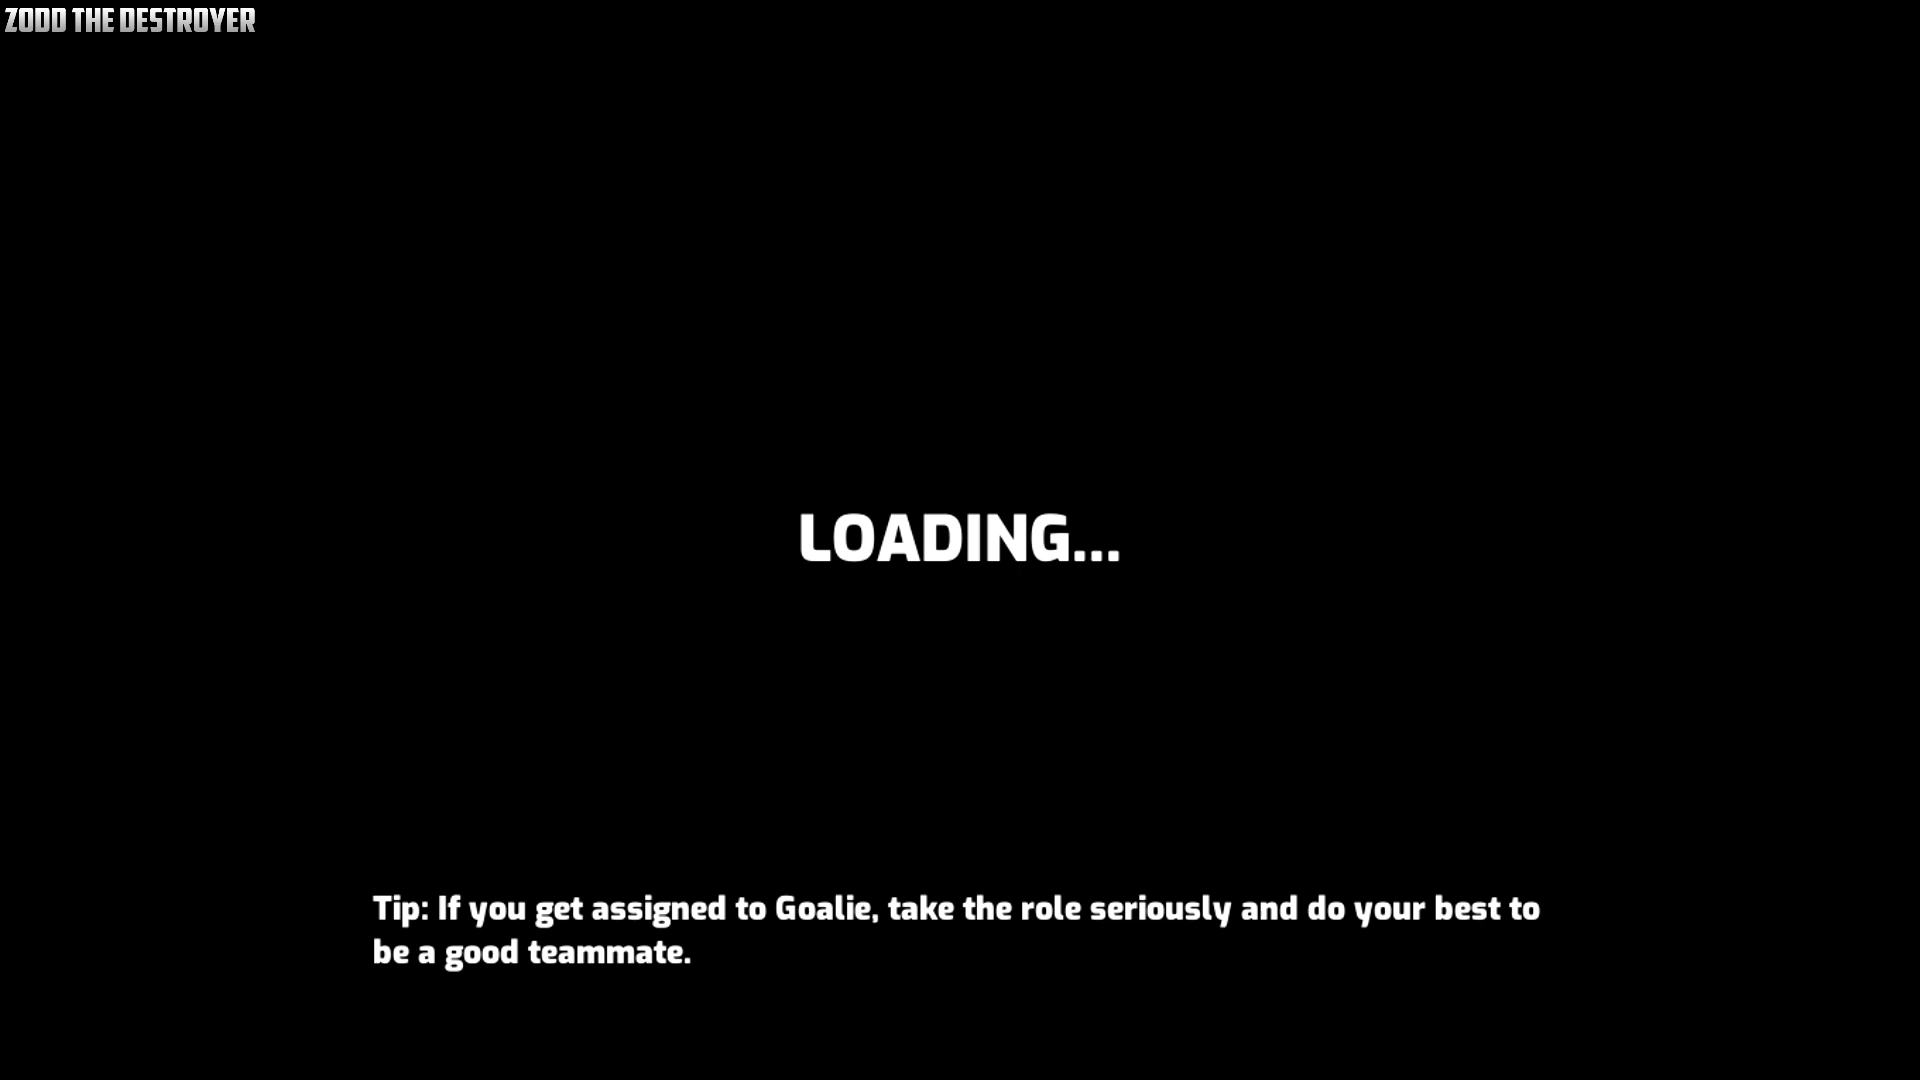 ZODD THE DESTROYER
LOADING...
Tip: If you get assigned to Goalie, take the role seriously and do your best to
be a good teammate.